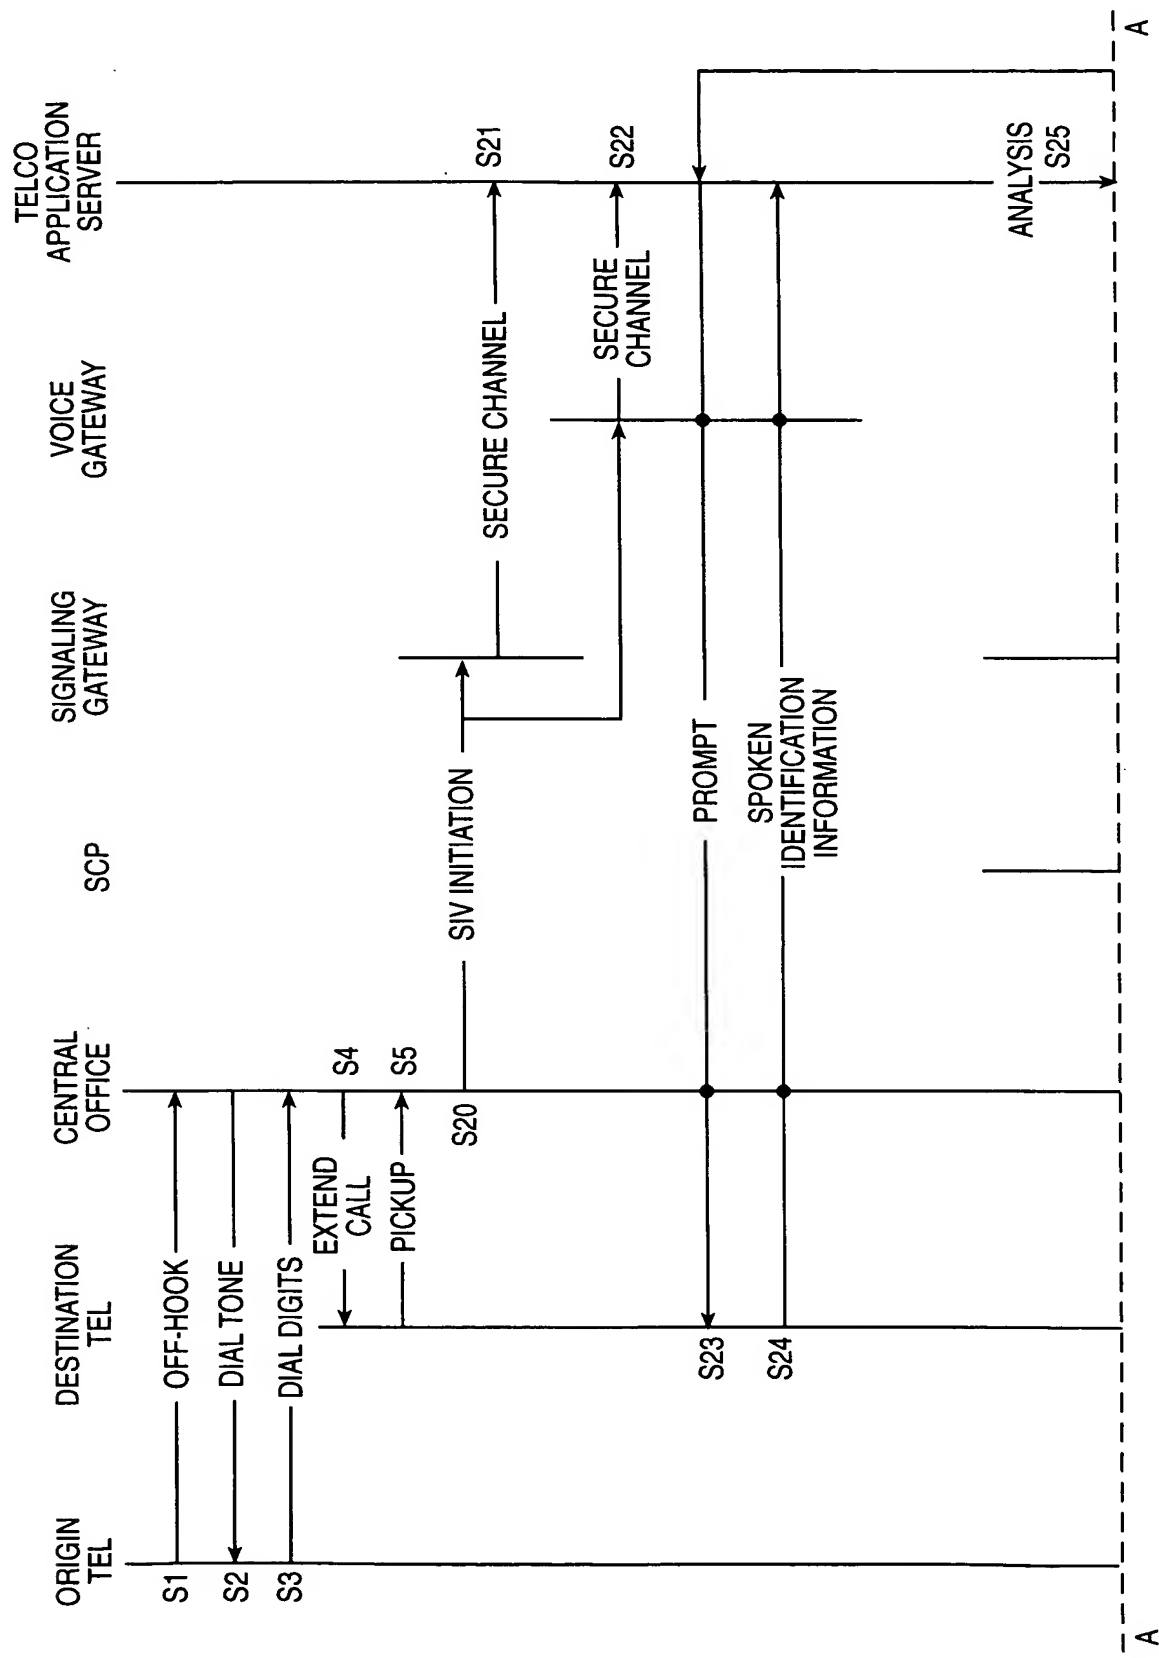 ORIGIN
TEL
DESTINATION
TEL
CENTRAL
OFFICE
SCP
SIGNALING
GATEWAY
VOICE
GATEWAY
TELCO
APPLICATION
SERVER
S1
OFF-HOOK
S2
DIAL TONE
S3
DIAL DIGITS
EXTEND
CALL
S4
PICKUP
S5
S20
SIV INITIATION
SECURE CHANNEL
S21
SECURE
CHANNEL
S22
S23
PROMPT
S24
SPOKEN
IDENTIFICATION
INFORMATION
ANALYSIS
S25
A
A